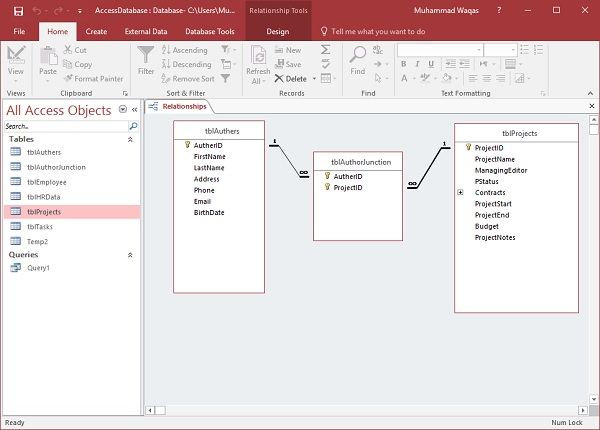 AccessDatabase : Database- C:\Users\Mu... Relationship Tools Muhammad Waqas ?
File Home Create External Data Database Tools Design Tell me what you want to do
View Paste Cut Copy Format Painter Filter Ascending Descending Remove Sort Refresh All New Save Delete Find B I U A
Views Clipboard Sort & Filter Records Find Text Formatting
All Access Objects
Search..
Tables
tblAuthers
tblAuthorJunction
tblEmployee
tblHRData
tblProjects
tblTasks
Temp2
Queries
Query1
Relationships
tblAuthers
AutherID
FirstName
LastName
Address
Phone
Email
BirthDate
1
∞
tblAuthorJunction
AutherID
ProjectID
∞
1
tblProjects
ProjectID
ProjectName
ManagingEditor
PStatus
Contracts
ProjectStart
ProjectEnd
Budget
ProjectNotes
Ready Num Lock